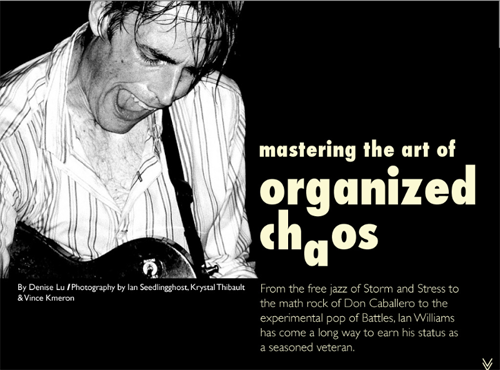 mastering the art of
organized
chaos
By Denise Lu / Photography by Ian Seedlingghost, Krystal Thibault
& Vince Kmeron
From the free jazz of Storm and Stress to
the math rock of Don Caballero to the
experimental pop of Battles, Ian Williams
has come a long way to earn his status as
a seasoned veteran.